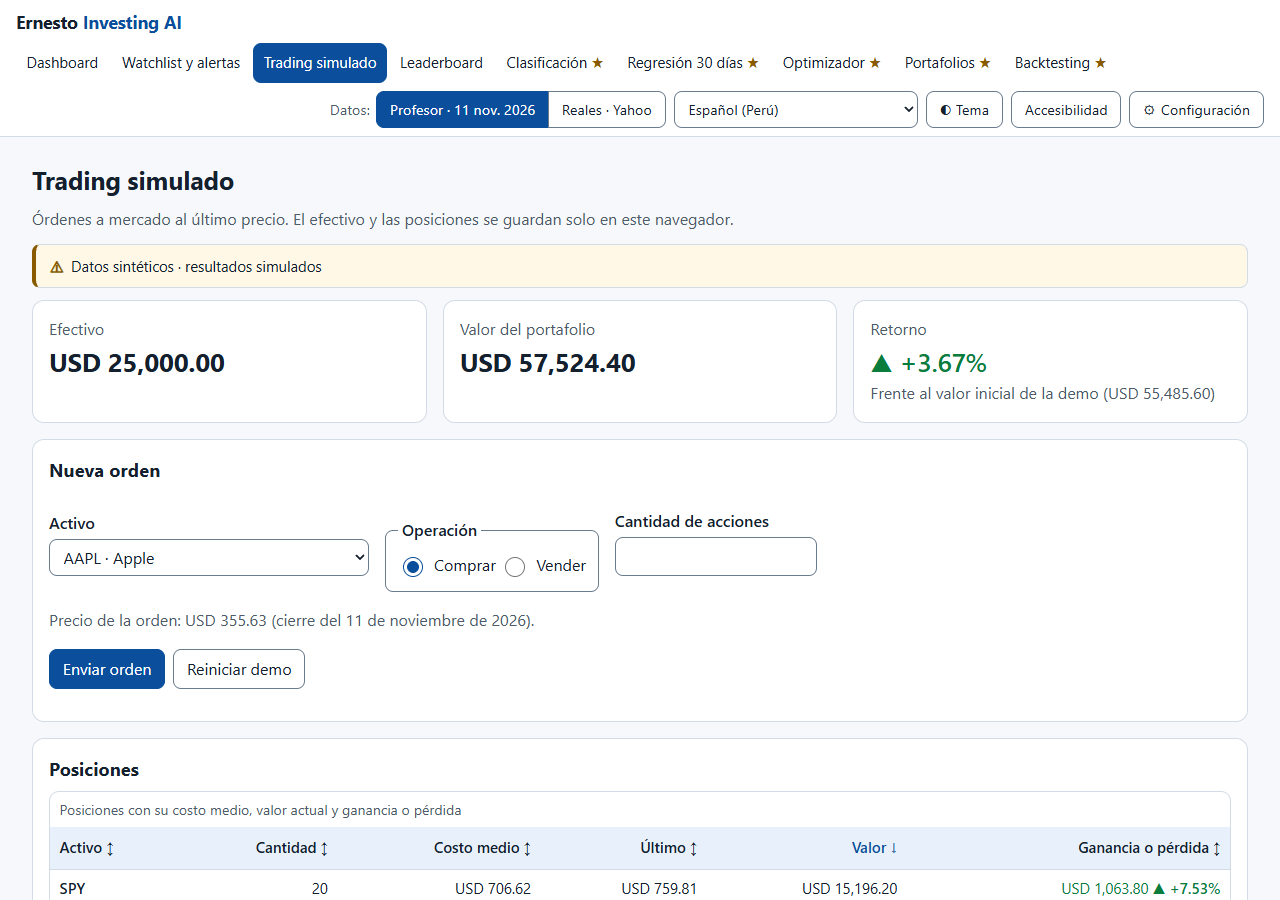 Ernesto Investing AI
Dashboard Watchlist y alertas Trading simulado Leaderboard Clasificación ★ Regresión 30 días ★ Optimizador ★ Portafolios ★ Backtesting ★
Datos: Profesor · 11 nov. 2026 Reales · Yahoo Español (Perú) ◐ Tema Accesibilidad ⚙ Configuración
Trading simulado
Órdenes a mercado al último precio. El efectivo y las posiciones se guardan solo en este navegador.
⚠ Datos sintéticos · resultados simulados
Efectivo
USD 25,000.00
Valor del portafolio
USD 57,524.40
Retorno
▲ +3.67%
Frente al valor inicial de la demo (USD 55,485.60)
Nueva orden
Activo
AAPL · Apple
Operación
Comprar Vender
Cantidad de acciones
Precio de la orden: USD 355.63 (cierre del 11 de noviembre de 2026).
Enviar orden Reiniciar demo
Posiciones
Posiciones con su costo medio, valor actual y ganancia o pérdida
Activo ↕ Cantidad ↕ Costo medio ↕ Último ↕ Valor ↓ Ganancia o pérdida ↕
SPY 20 USD 706.62 USD 759.81 USD 15,196.20 USD 1,063.80 ▲ +7.53%